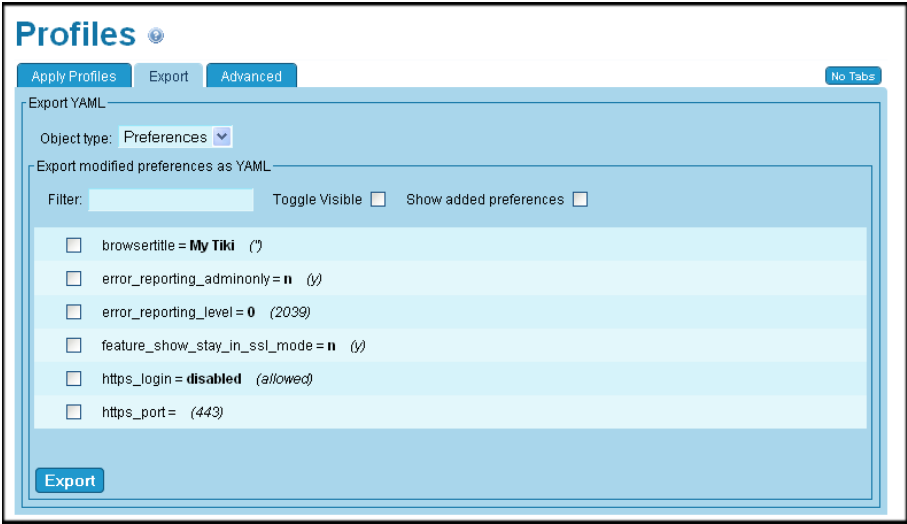 Profiles
Apply Profiles Export Advanced No Tabs
Export YAML
Object type: Preferences
Export modified preferences as YAML
Filter: Toggle Visible Show added preferences
browsertitle = My Tiki (")
error_reporting_adminonly = n (y)
error_reporting_level = 0 (2039)
feature_show_stay_in_ssl_mode = n (y)
https_login = disabled (allowed)
https_port = (443)
Export